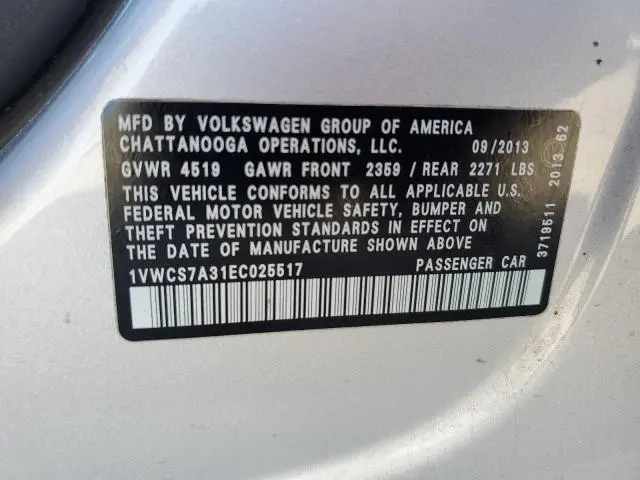 MFD BY VOLKSWAGEN GROUP OF AMERICA
CHATTANOOGA OPERATIONS, LLC. 09/2013
GVWR 4519 GAWR FRONT 2359 / REAR 2271 LBS
THIS VEHICLE CONFORMS TO ALL APPLICABLE U.S.
FEDERAL MOTOR VEHICLE SAFETY, BUMPER AND
THEFT PREVENTION STANDARDS IN EFFECT ON
THE DATE OF MANUFACTURE SHOWN ABOVE
1VWCS7A31EC025517 PASSENGER CAR
3719511 2013 62